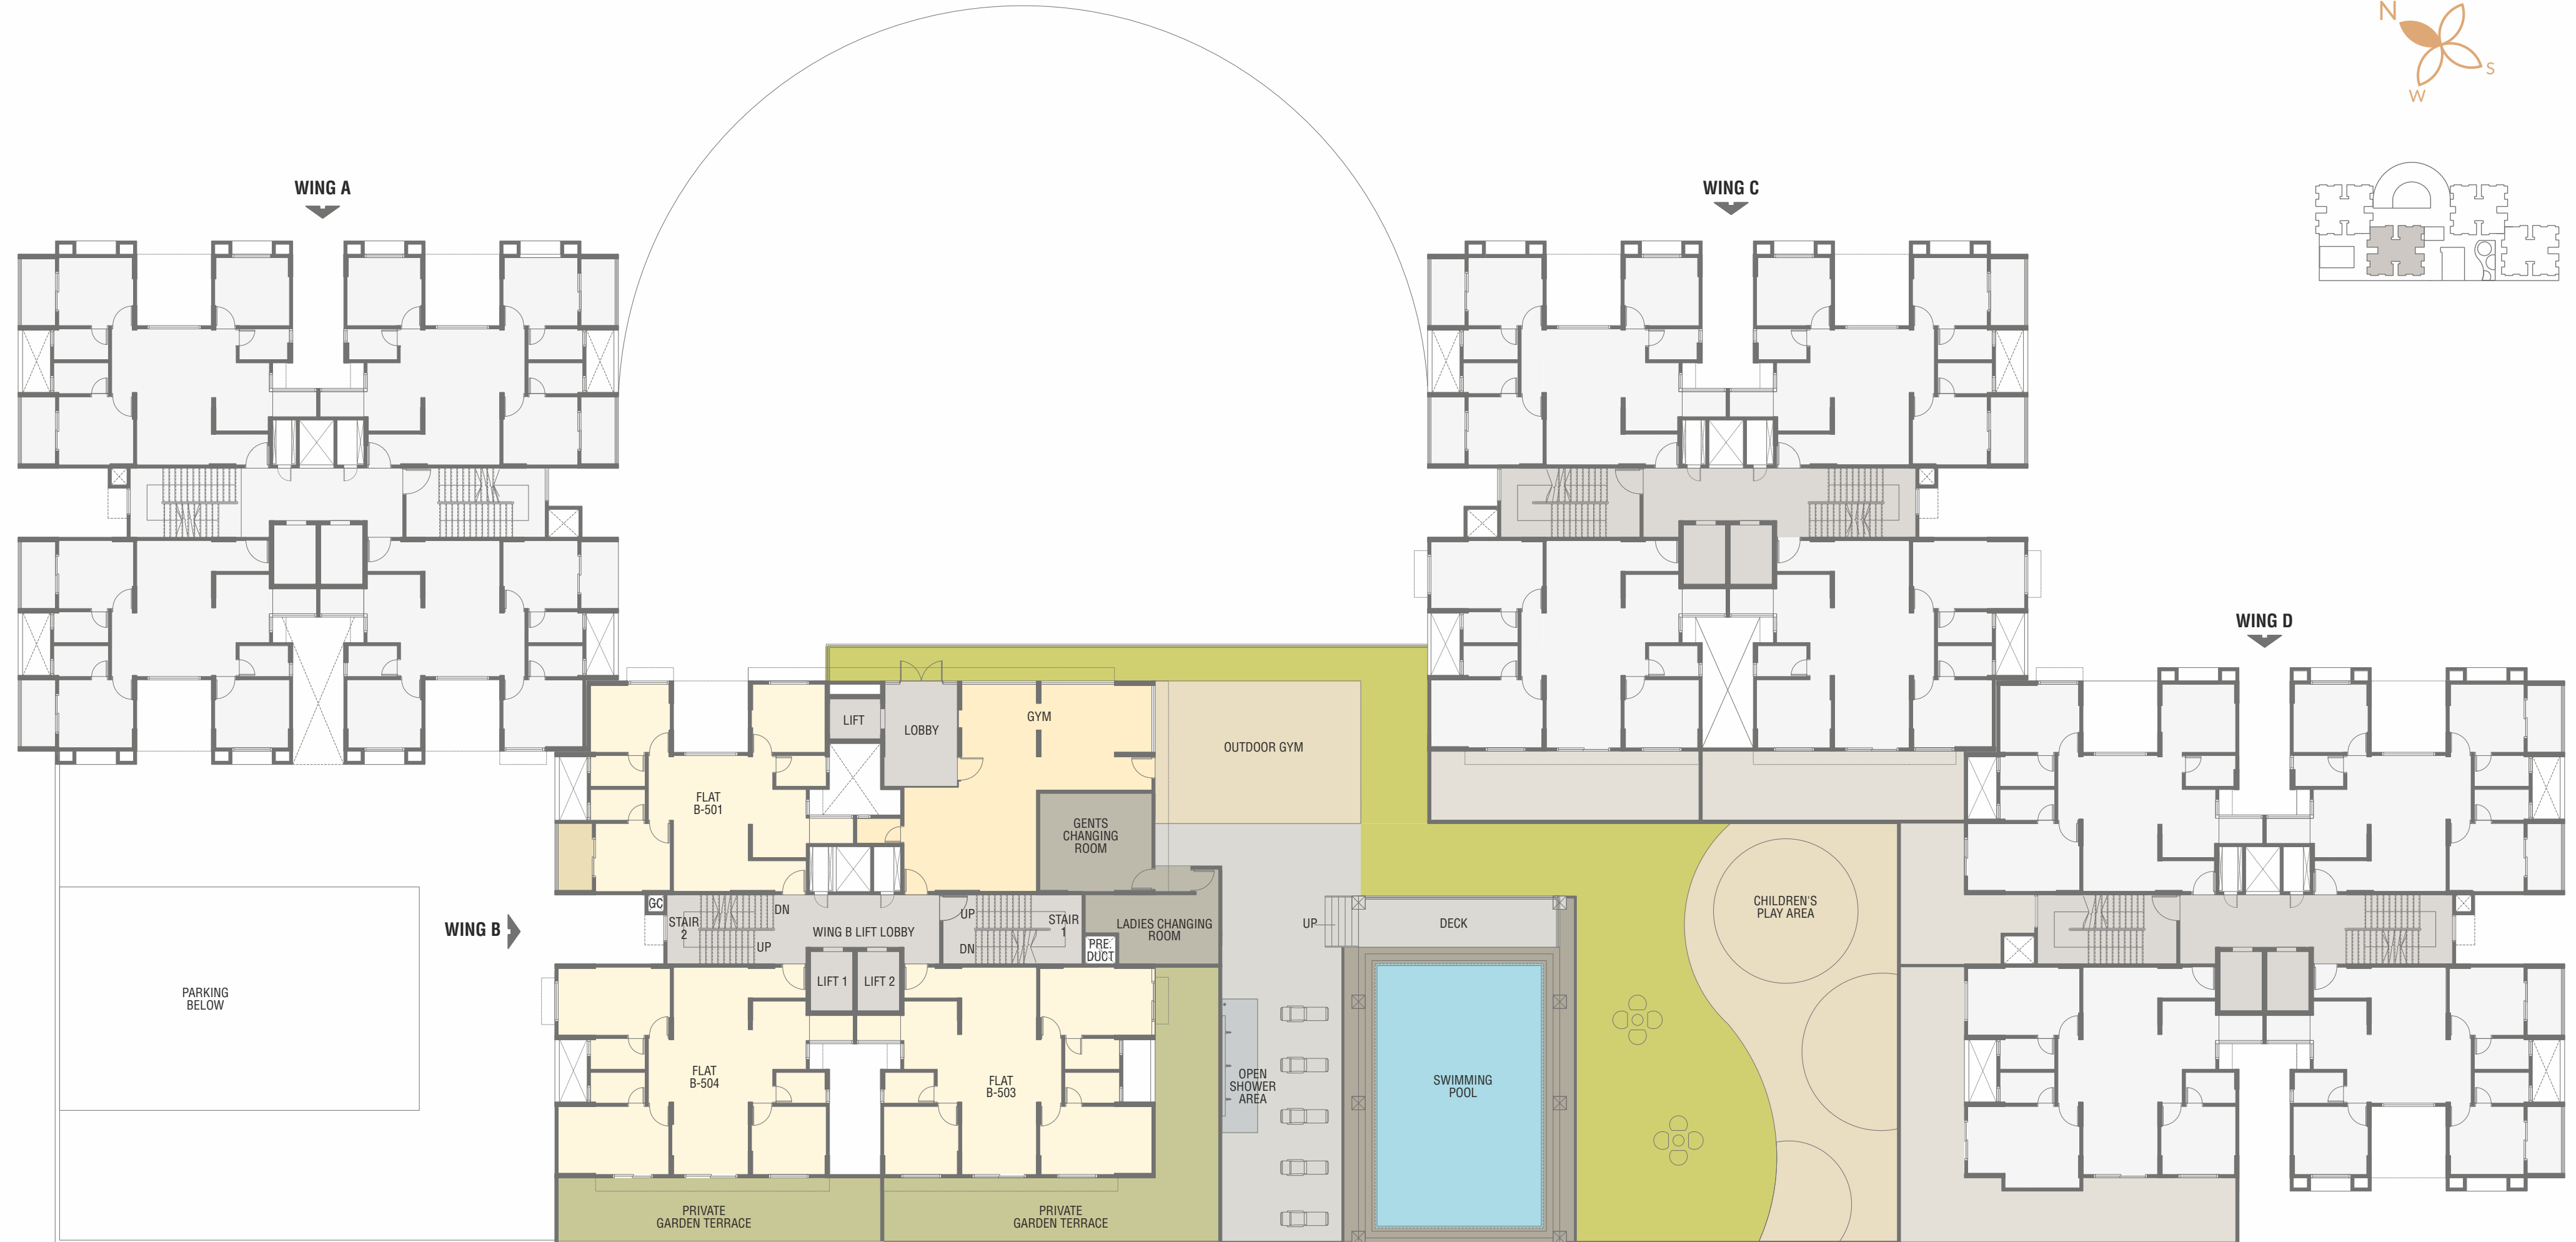 N
S
W
WING A
WING C
WING D
LIFT
LOBBY
GYM
OUTDOOR GYM
FLAT
B-501
GENTS
CHANGING
ROOM
CHILDREN'S
PLAY AREA
GC
STAIR
2
DN
UP
WING B LIFT LOBBY
UP
DN
STAIR
1
LADIES CHANGING
ROOM
PRE.
DUCT
UP
DECK
WING B
LIFT 1
LIFT 2
PARKING
BELOW
FLAT
B-504
FLAT
B-503
OPEN
SHOWER
AREA
SWIMMING
POOL
PRIVATE
GARDEN TERRACE
PRIVATE
GARDEN TERRACE